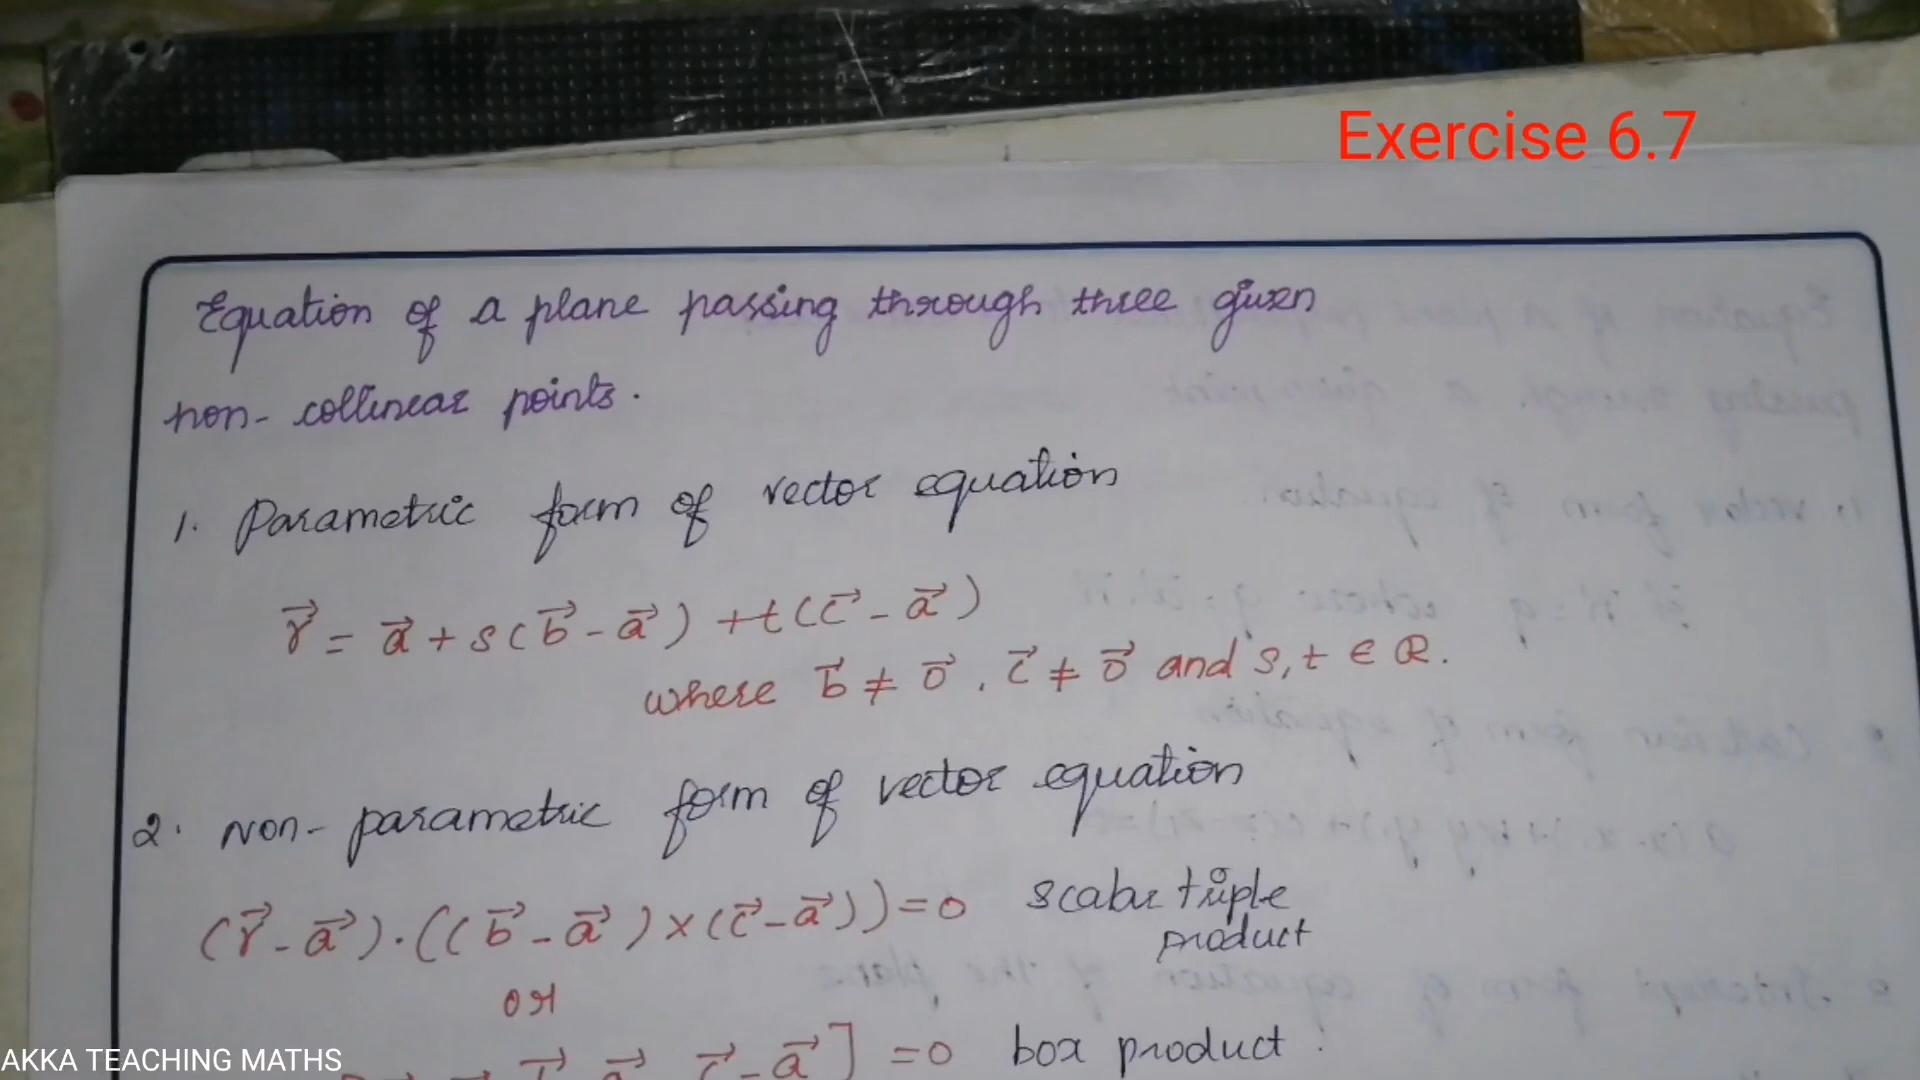 Exercise 6.7
Equation of a plane passing through three given
non-collinear points.
1. Parametric form of vector equation
r⃗ = a⃗ + s(b⃗ - a⃗) + t(c⃗ - a⃗)
where b⃗ ≠ 0⃗, c⃗ ≠ 0⃗ and s, t ∈ R.
2. Non-parametric form of vector equation
(r⃗ - a⃗)·((b⃗ - a⃗) × (c⃗ - a⃗)) = 0 scalar triple
product
or
c⃗ - a⃗] = 0 box product
AKKA TEACHING MATHS